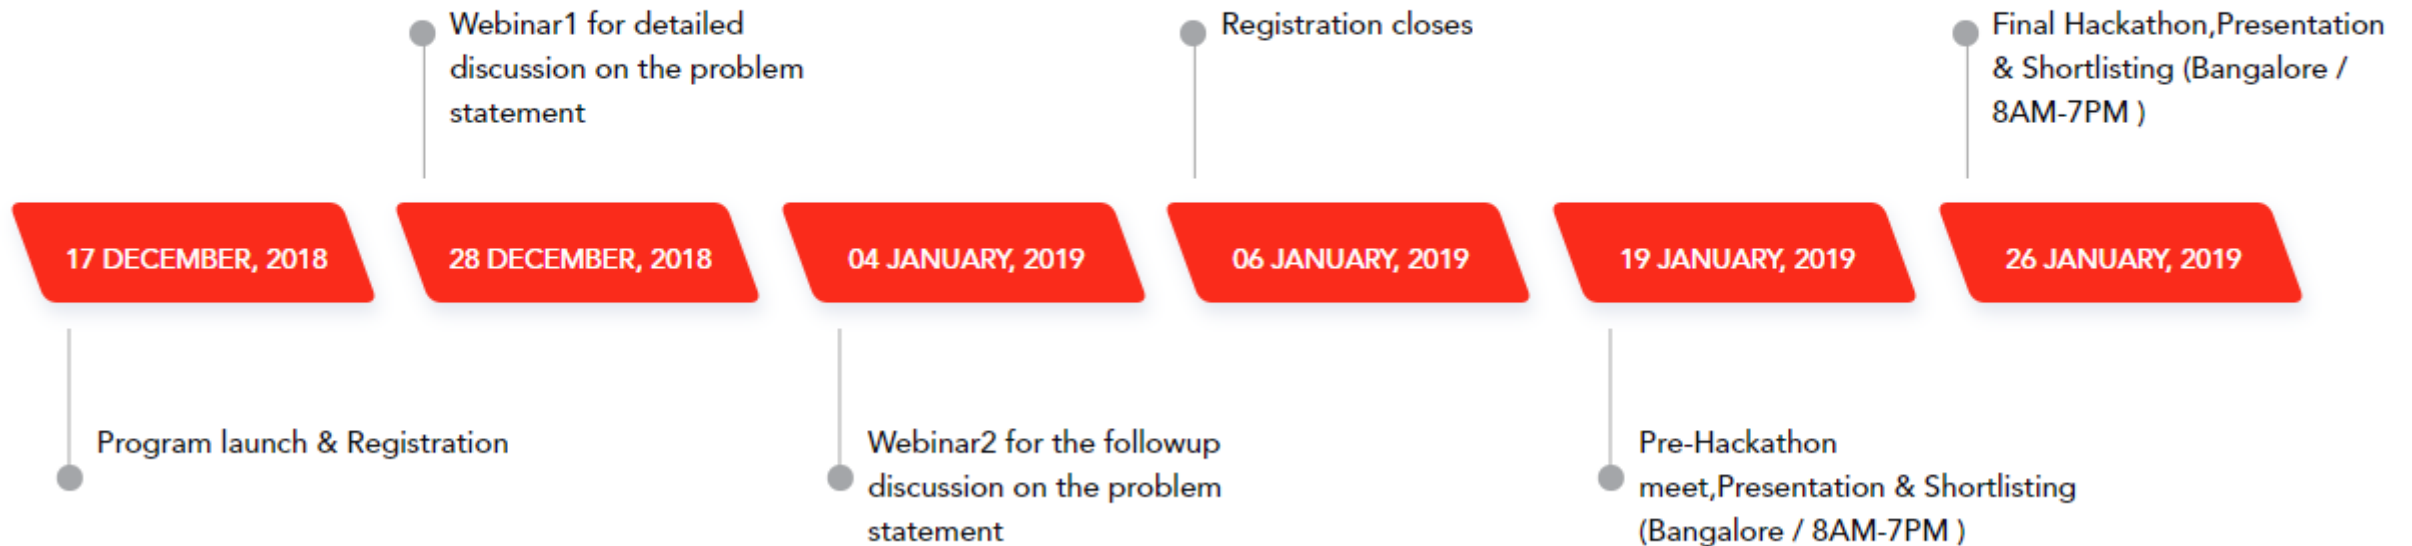 Webinar1 for detailed
discussion on the problem
statement
Registration closes
Final Hackathon,Presentation
& Shortlisting (Bangalore /
8AM-7PM )
17 DECEMBER, 2018
28 DECEMBER, 2018
04 JANUARY, 2019
06 JANUARY, 2019
19 JANUARY, 2019
26 JANUARY, 2019
Program launch & Registration
Webinar2 for the followup
discussion on the problem
statement
Pre-Hackathon
meet,Presentation & Shortlisting
(Bangalore / 8AM-7PM )